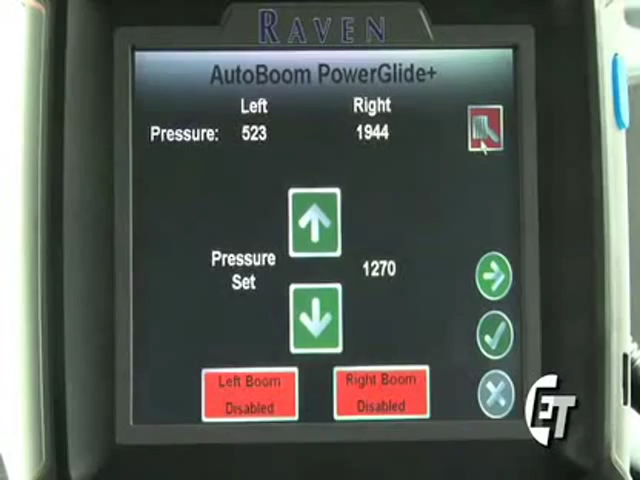 RAVEN
AutoBoom PowerGlide+
Left Right
Pressure: 523 1944
Pressure
Set
1270
Left Boom
Disabled
Right Boom
Disabled
ET